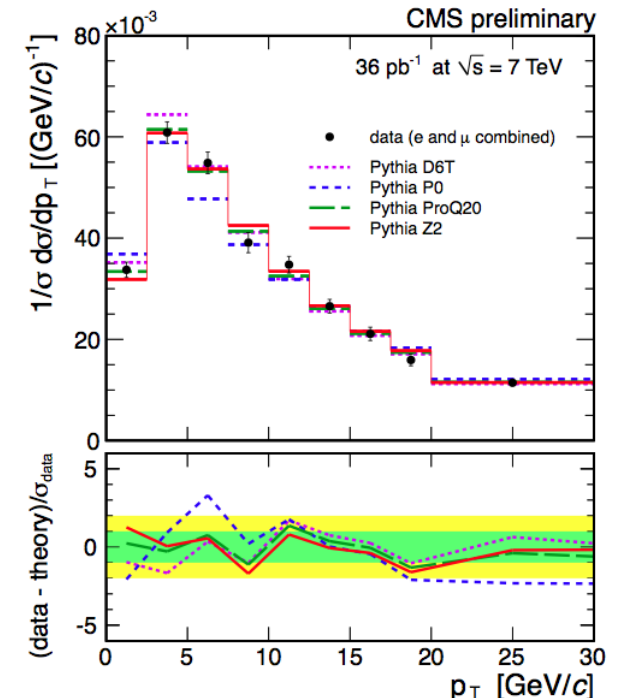 ×10⁻³
CMS preliminary
80
36 pb⁻¹ at √s = 7 TeV
data (e and μ combined)
Pythia D6T
Pythia P0
Pythia ProQ20
Pythia Z2
60
40
20
0
1/σ dσ/dp_T [(GeV/c)⁻¹]
5
0
-5
(data - theory)/σ_data
0 5 10 15 20 25 30
p_T [GeV/c]